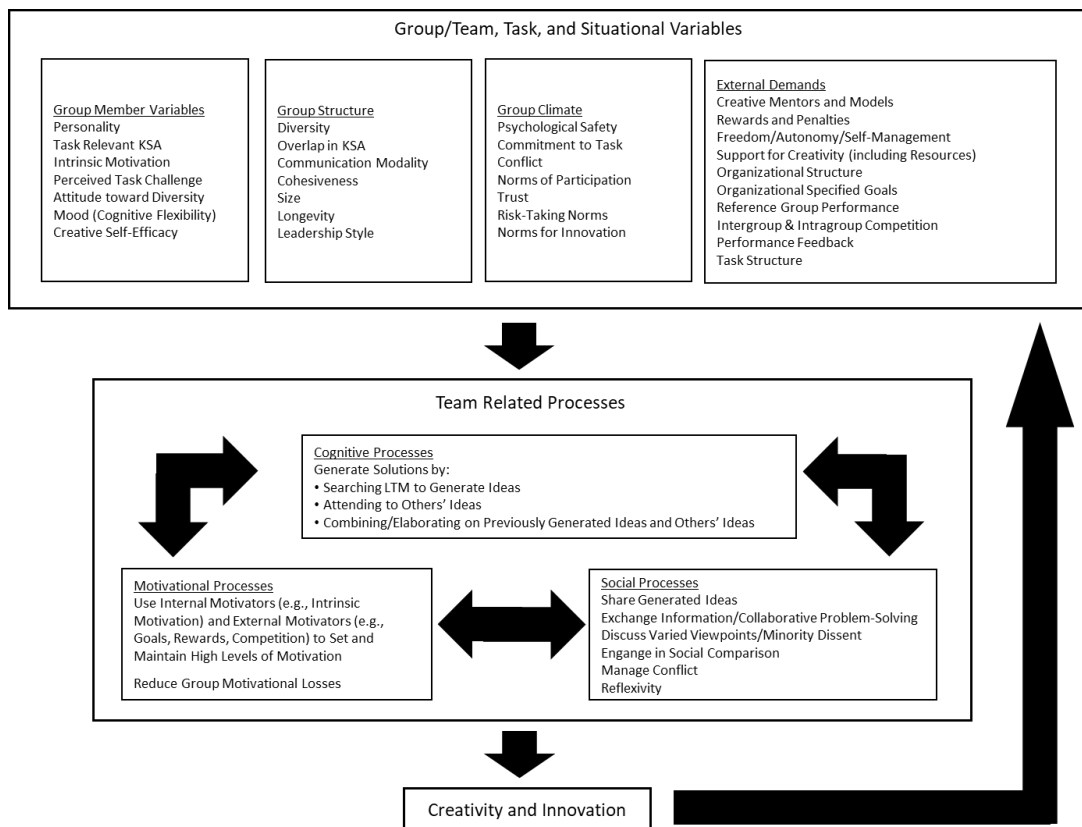 Group/Team, Task, and Situational Variables
Group Member Variables
Personality
Task Relevant KSA
Intrinsic Motivation
Perceived Task Challenge
Attitude toward Diversity
Mood (Cognitive Flexibility)
Creative Self-Efficacy
Group Structure
Diversity
Overlap in KSA
Communication Modality
Cohesiveness
Size
Longevity
Leadership Style
Group Climate
Psychological Safety
Commitment to Task
Conflict
Norms of Participation
Trust
Risk-Taking Norms
Norms for Innovation
External Demands
Creative Mentors and Models
Rewards and Penalties
Freedom/Autonomy/Self-Management
Support for Creativity (including Resources)
Organizational Structure
Organizational Specified Goals
Reference Group Performance
Intergroup & Intragroup Competition
Performance Feedback
Task Structure
Team Related Processes
Cognitive Processes
Generate Solutions by:
• Searching LTM to Generate Ideas
• Attending to Others' Ideas
• Combining/Elaborating on Previously Generated Ideas and Others' Ideas
Motivational Processes
Use Internal Motivators (e.g., Intrinsic
Motivation) and External Motivators (e.g.,
Goals, Rewards, Competition) to Set and
Maintain High Levels of Motivation
Reduce Group Motivational Losses
Social Processes
Share Generated Ideas
Exchange Information/Collaborative Problem-Solving
Discuss Varied Viewpoints/Minority Dissent
Engange in Social Comparison
Manage Conflict
Reflexivity
Creativity and Innovation